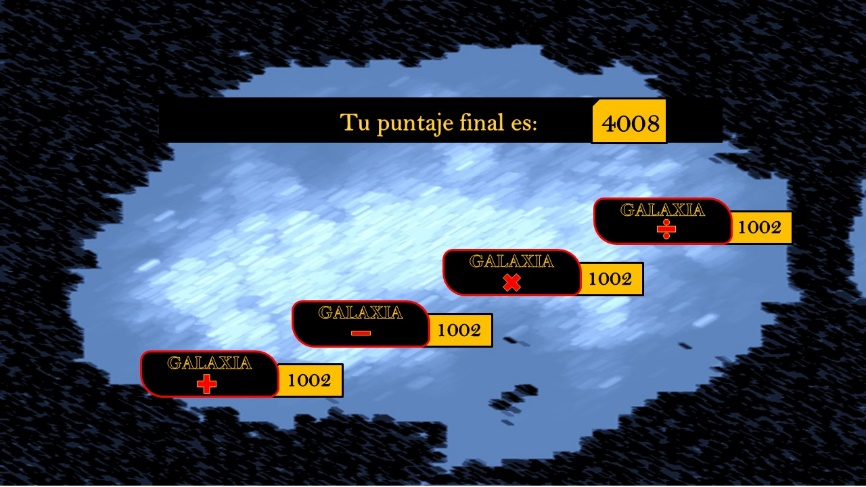 Tu puntaje final es: 4008
GALAXIA
÷
1002
GALAXIA
×
1002
GALAXIA
−
1002
GALAXIA
+
1002